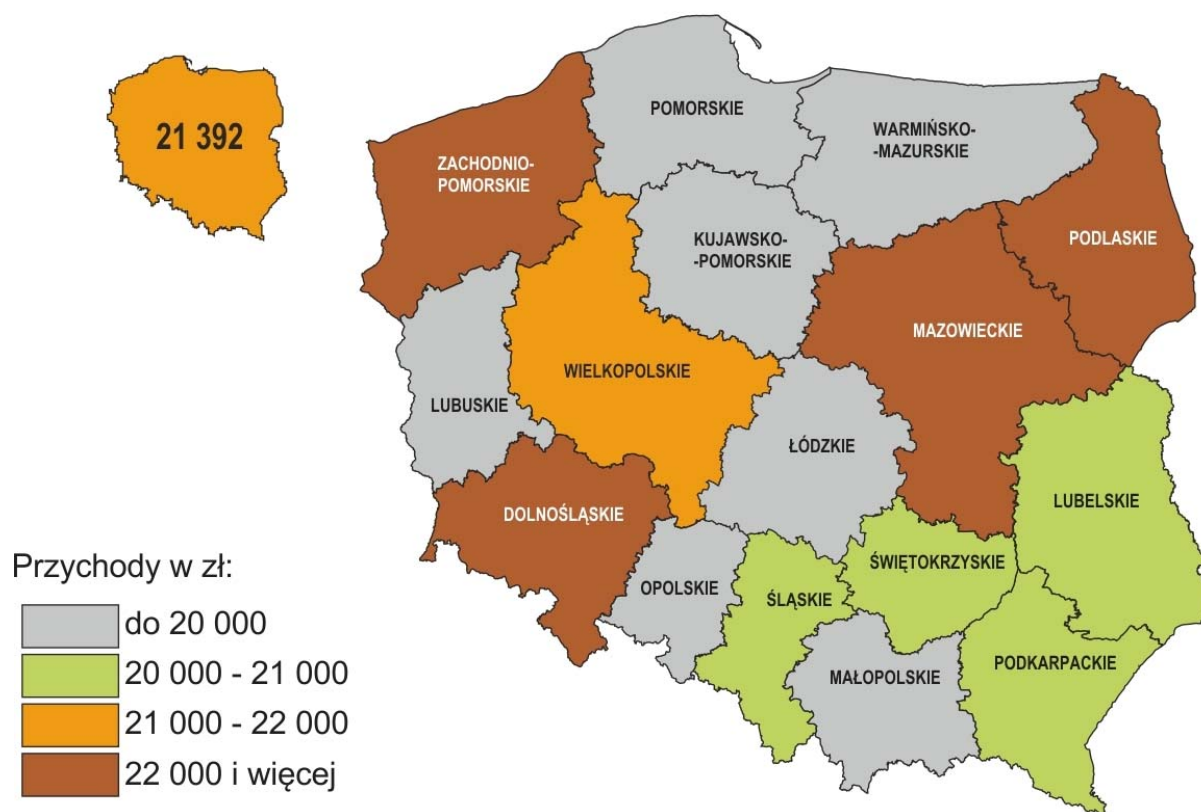 21 392
POMORSKIE
WARMIŃSKO-
-MAZURSKIE
ZACHODNIO-
POMORSKIE
KUJAWSKO-
-POMORSKIE
PODLASKIE
MAZOWIECKIE
WIELKOPOLSKIE
LUBUSKIE
ŁÓDZKIE
LUBELSKIE
DOLNOŚLĄSKIE
ŚWIĘTOKRZYSKIE
OPOLSKIE
ŚLĄSKIE
PODKARPACKIE
MAŁOPOLSKIE
Przychody w zł:
do 20 000
20 000 - 21 000
21 000 - 22 000
22 000 i więcej